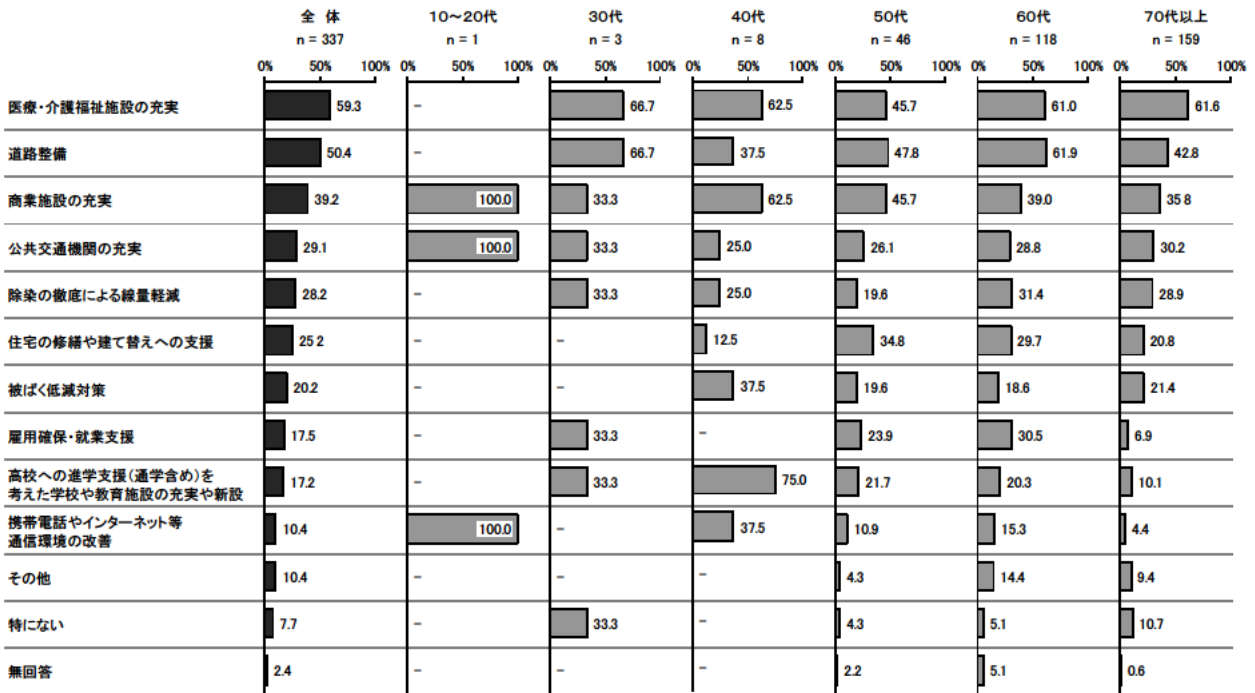 全 体 10～20代 30代 40代 50代 60代 70代以上
n = 337 n = 1 n = 3 n = 8 n = 46 n = 118 n = 159
0% 50% 100% 0% 50% 100% 0% 50% 100% 0% 50% 100% 0% 50% 100% 0% 50% 100% 0% 50% 100%
医療・介護福祉施設の充実 59.3 － 66.7 62.5 45.7 61.0 61.6
道路整備 50.4 － 66.7 37.5 47.8 61.9 42.8
商業施設の充実 39.2 100.0 33.3 62.5 45.7 39.0 35 8
公共交通機関の充実 29.1 100.0 33.3 25.0 26.1 28.8 30.2
除染の徹底による線量軽減 28.2 － 33.3 25.0 19.6 31.4 28.9
住宅の修繕や建て替えへの支援 25 2 － － 12.5 34.8 29.7 20.8
被ばく低減対策 20.2 － － 37.5 19.6 18.6 21.4
雇用確保・就業支援 17.5 － 33.3 － 23.9 30.5 6.9
高校への進学支援（通学含め）を
考えた学校や教育施設の充実や新設 17.2 － 33.3 75.0 21.7 20.3 10.1
携帯電話やインターネット等
通信環境の改善 10.4 100.0 － 37.5 10.9 15.3 4.4
その他 10.4 － － － 4.3 14.4 9.4
特にない 7.7 － 33.3 － 4.3 5.1 10.7
無回答 2.4 － － － 2.2 5.1 0.6